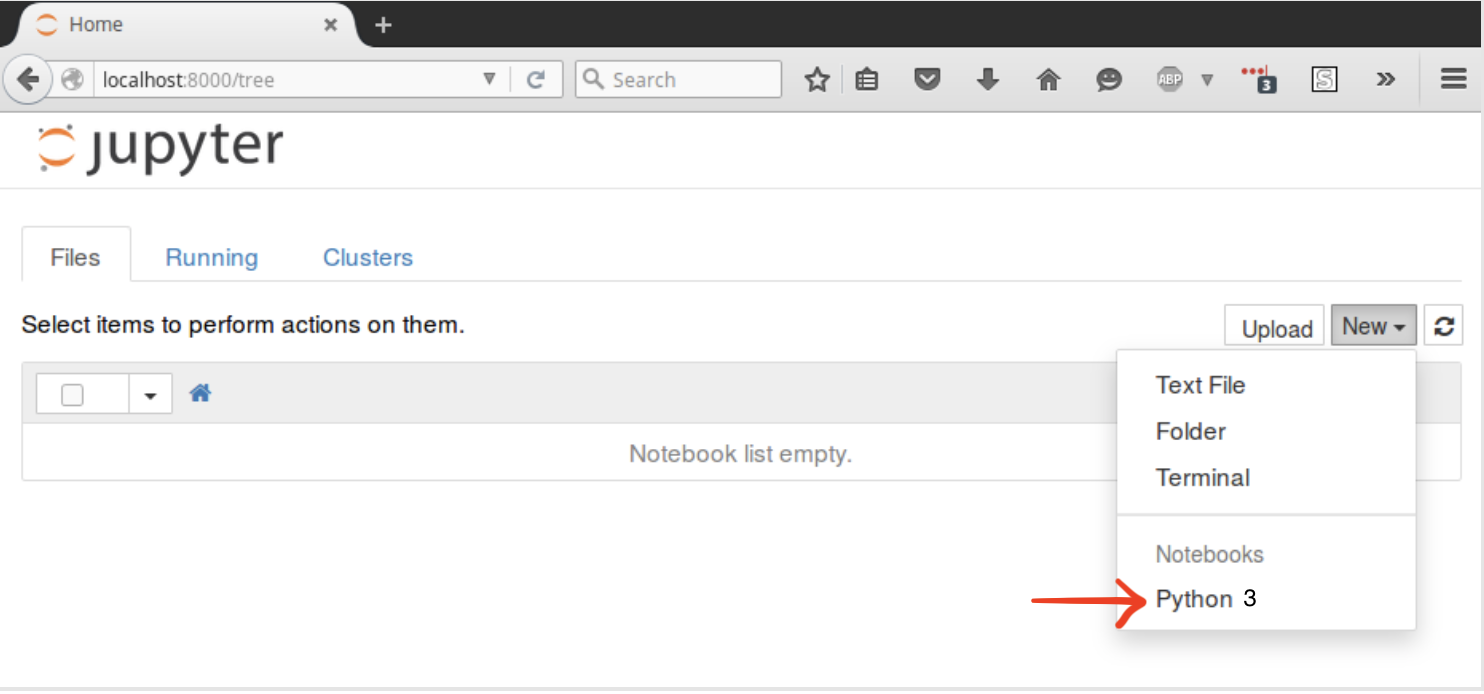 Home
localhost:8000/tree
Search
ABP
3
S
jupyter
Files Running Clusters
Select items to perform actions on them.
Upload New
Text File
Folder
Terminal
Notebook list empty.
Notebooks
Python 3